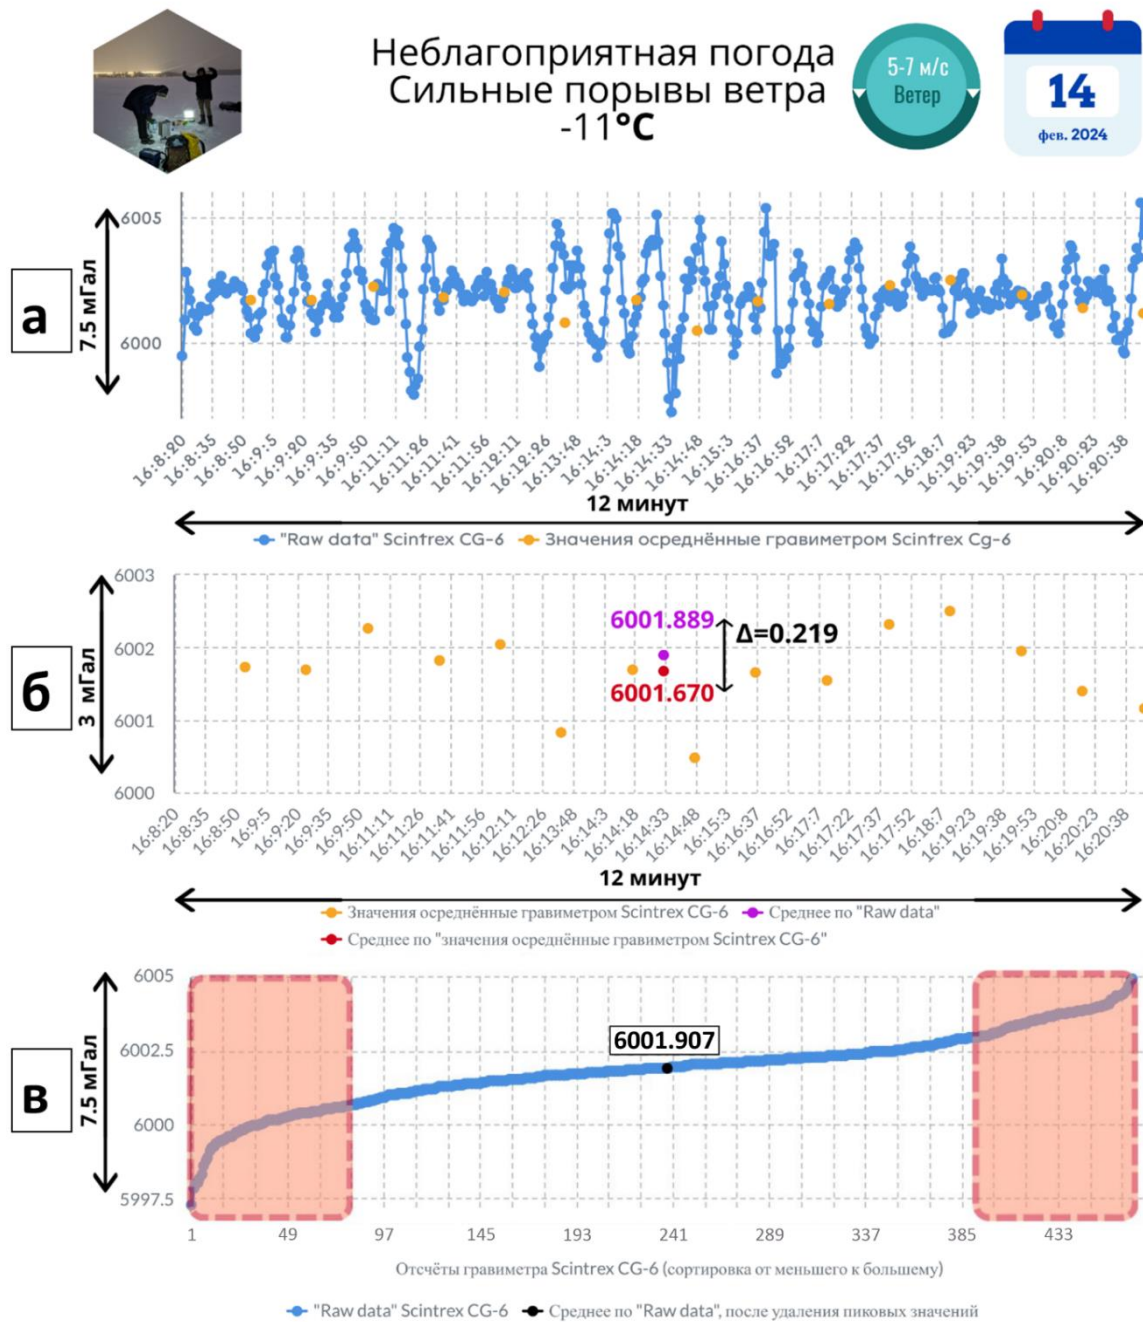 Неблагоприятная погода
Сильные порывы ветра
-11°C
5-7 м/с
Ветер
14
фев. 2024
а
7.5 мГал
6005
6000
16:8:20 16:8:35 16:8:50 16:9:5 16:9:20 16:9:35 16:9:50 16:11:11 16:11:26 16:11:41 16:11:56 16:12:11 16:12:26 16:13:48 16:14:3 16:14:18 16:14:33 16:14:48 16:15:3 16:16:37 16:16:52 16:17:7 16:17:22 16:17:37 16:17:52 16:18:7 16:19:23 16:19:38 16:19:53 16:20:8 16:20:23 16:20:38
12 минут
"Raw data" Scintrex CG-6 Значения осреднённые гравиметром Scintrex Cg-6
б
3 мГал
6003
6002
6001
6000
6001.889
Δ=0.219
6001.670
16:8:20 16:8:35 16:8:50 16:9:5 16:9:20 16:9:35 16:9:50 16:11:11 16:11:26 16:11:41 16:11:56 16:12:11 16:12:26 16:13:48 16:14:3 16:14:18 16:14:33 16:14:48 16:15:3 16:16:37 16:16:52 16:17:7 16:17:22 16:17:37 16:17:52 16:18:7 16:19:23 16:19:38 16:19:53 16:20:8 16:20:23 16:20:38
12 минут
Значения осреднённые гравиметром Scintrex CG-6 Среднее по "Raw data"
Среднее по "значения осреднённые гравиметром Scintrex CG-6"
в
7.5 мГал
6005
6002.5
6000
5997.5
6001.907
1 49 97 145 193 241 289 337 385 433
Отсчёты гравиметра Scintrex CG-6 (сортировка от меньшего к большему)
"Raw data" Scintrex CG-6 Среднее по "Raw data", после удаления пиковых значений